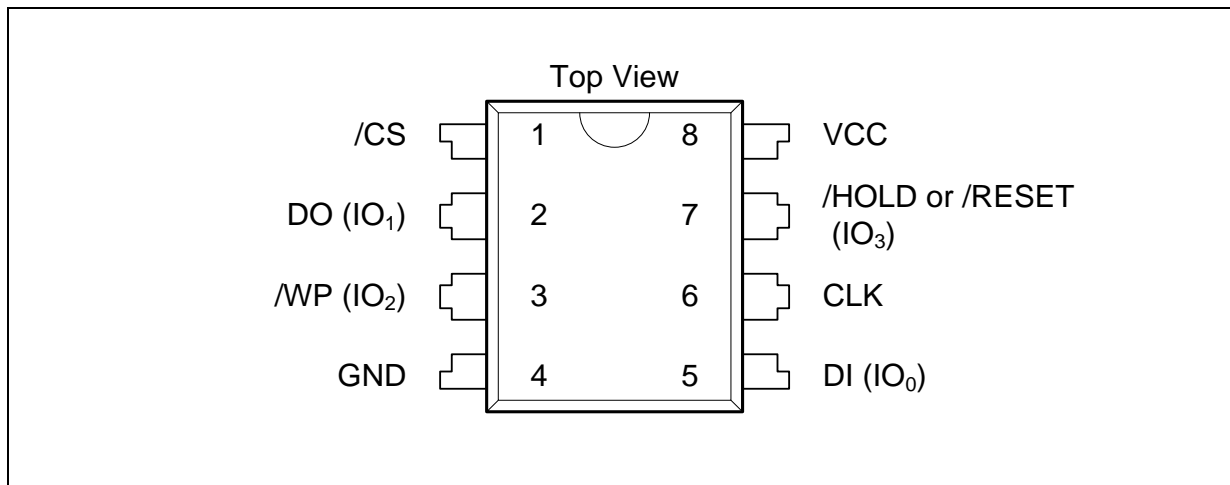 Top View
/CS 1 8 VCC
DO (IO₁) 2 7 /HOLD or /RESET
(IO₃)
/WP (IO₂) 3 6 CLK
GND 4 5 DI (IO₀)